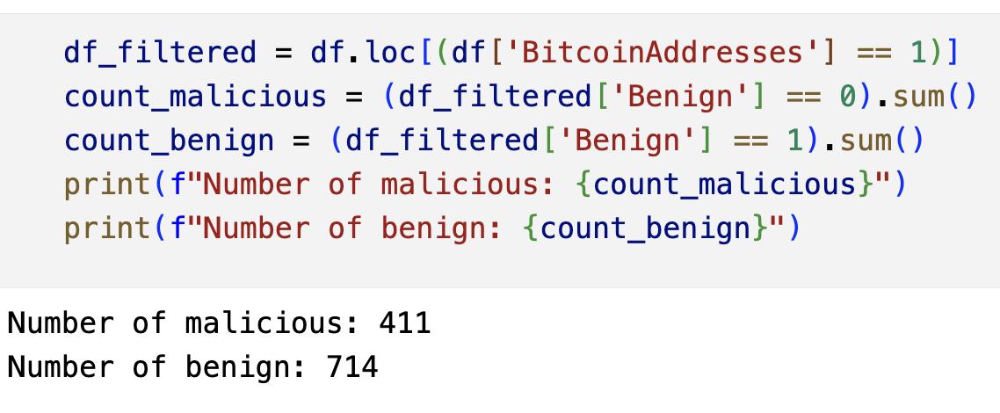 df_filtered = df.loc[(df['BitcoinAddresses'] == 1)]
count_malicious = (df_filtered['Benign'] == 0).sum()
count_benign = (df_filtered['Benign'] == 1).sum()
print(f"Number of malicious: {count_malicious}")
print(f"Number of benign: {count_benign}")
Number of malicious: 411
Number of benign: 714